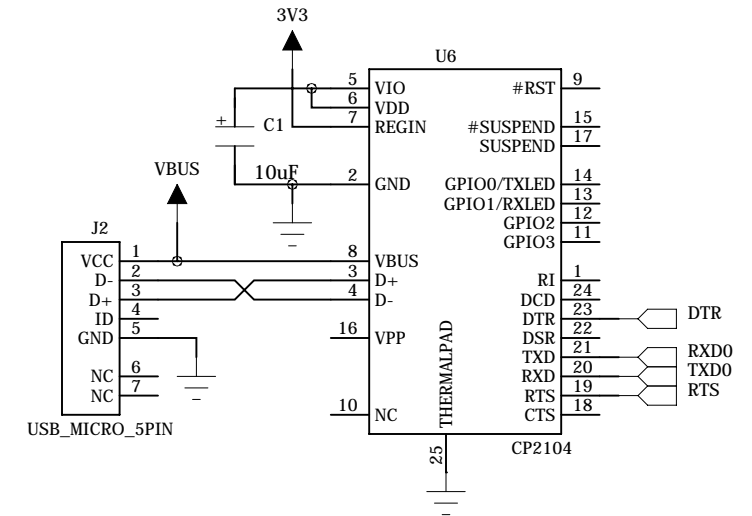 3V3
U6
5 VIO #RST 9
6 VDD
7 REGIN #SUSPEND 15
SUSPEND 17
+ C1
10uF
2 GND GPIO0/TXLED 14
GPIO1/RXLED 13
GPIO2 12
GPIO3 11
VBUS
J2
VCC 1 8 VBUS
D- 2 3 D+ RI 1
D+ 3 4 D- DCD 24
ID 4 DTR 23 DTR
GND 5 16 VPP DSR 22
TXD 21 RXD0
NC 6 RXD 20 TXD0
NC 7 RTS 19 RTS
10 NC CTS 18
THERMALPAD
25
USB_MICRO_5PIN
CP2104